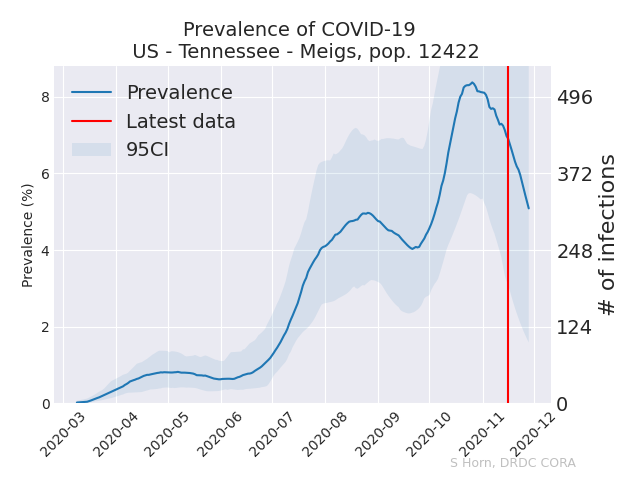 Prevalence of COVID-19
US - Tennessee - Meigs, pop. 12422
Prevalence
Latest data
95CI
Prevalence (%)
8
6
4
2
0
496
372
248
124
0
# of infections
2020-03
2020-04
2020-05
2020-06
2020-07
2020-08
2020-09
2020-10
2020-11
2020-12
S Horn, DRDC CORA